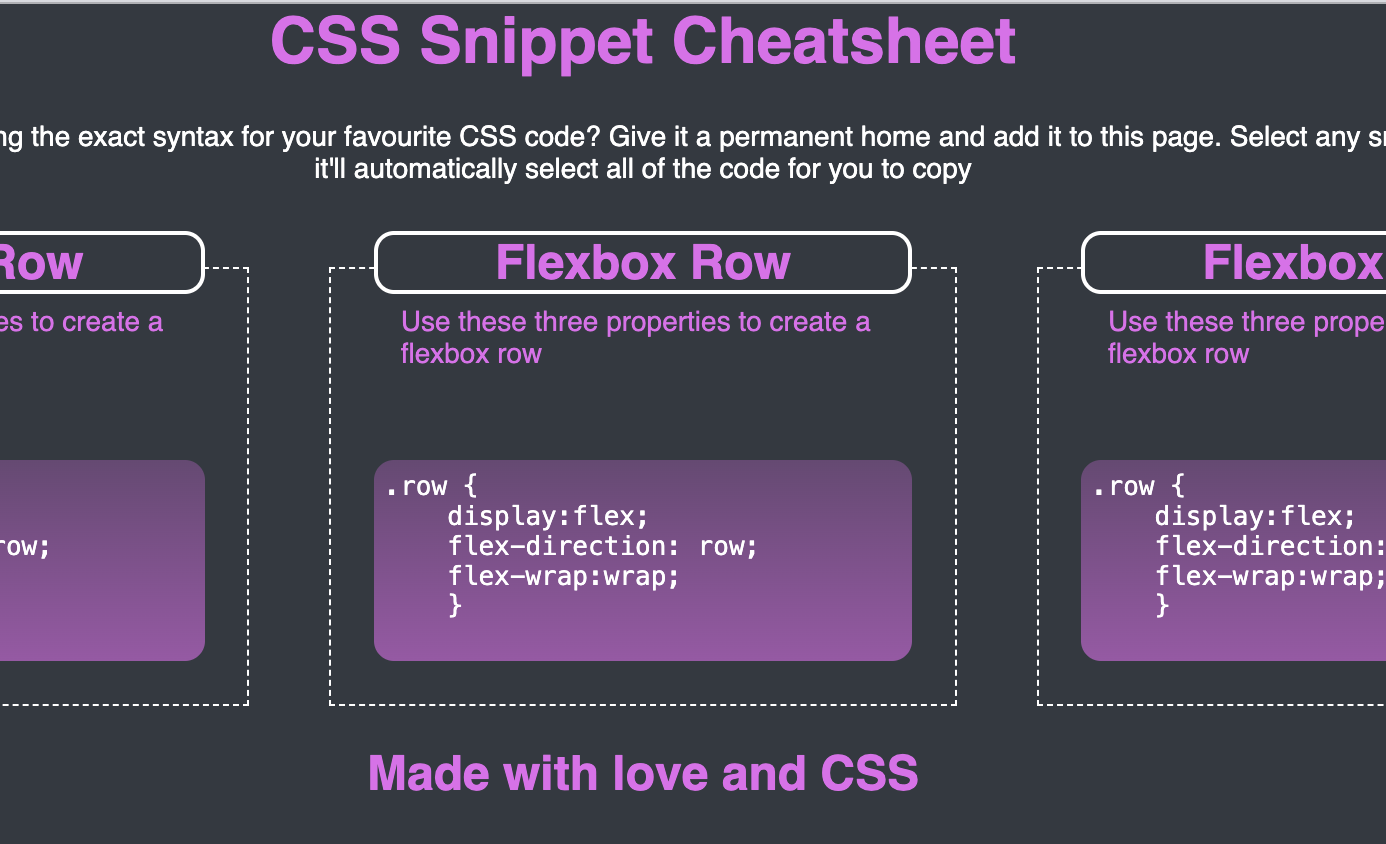 CSS Snippet Cheatsheet
the exact syntax for your favourite CSS code? Give it a permanent home and add it to this page. Select any
it'll automatically select all of the code for you to copy
Row
to create a
row;
Flexbox Row
Use these three properties to create a
flexbox row
.row {
    display:flex;
    flex-direction: row;
    flex-wrap:wrap;
    }
Flexbox
Use these three
flexbox row
.row {
    display:flex;
    flex-direction:
    flex-wrap:wrap;
    }
Made with love and CSS